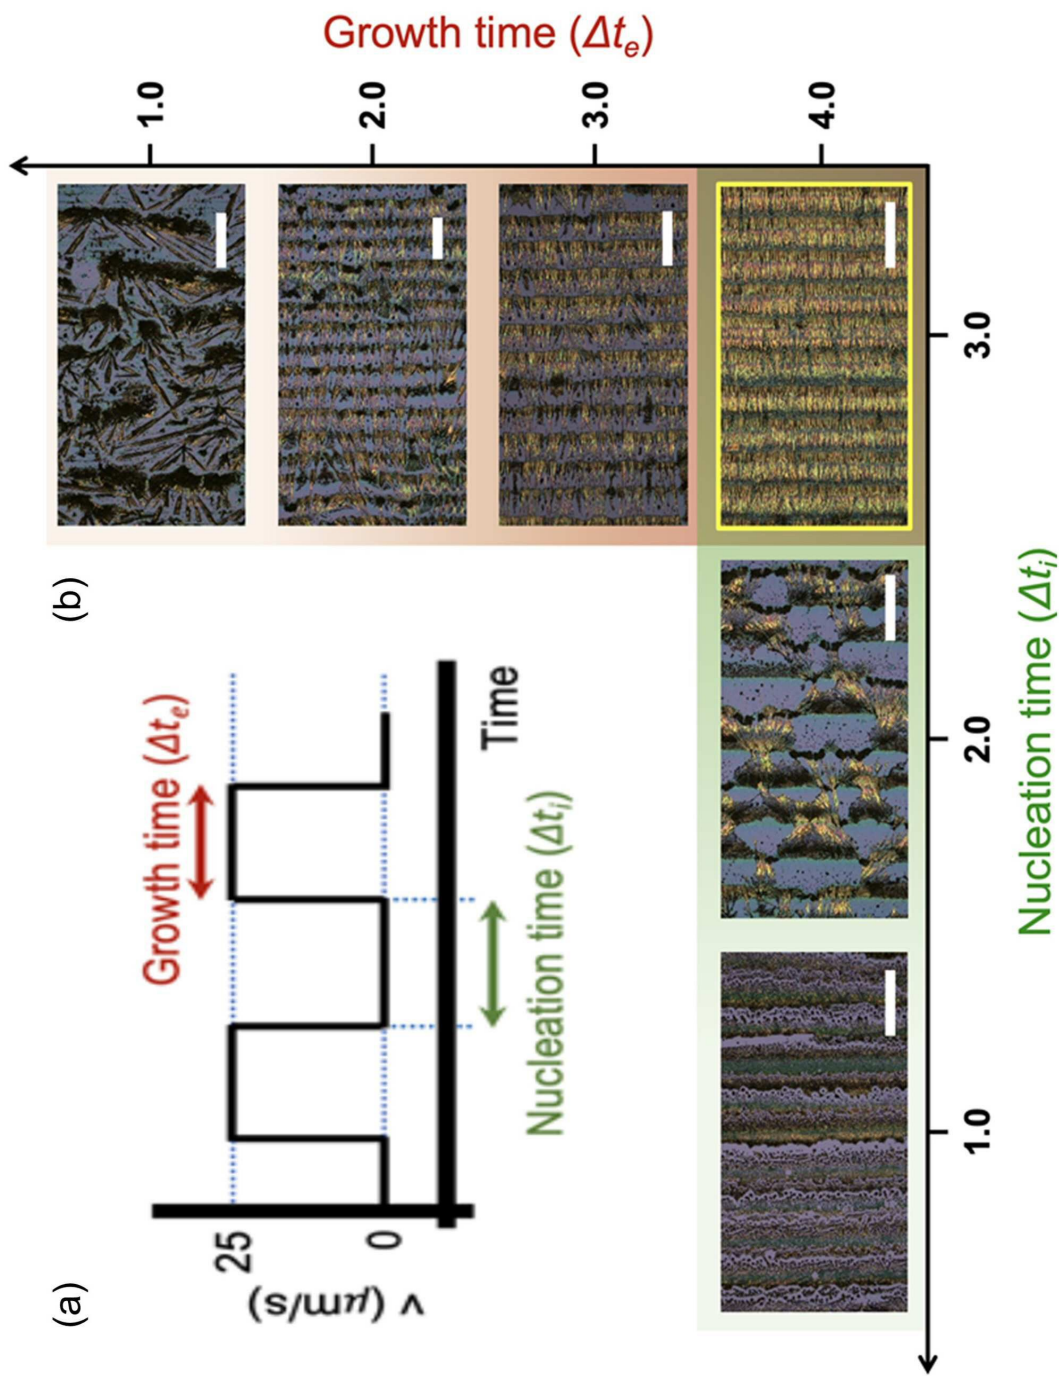 (a)
v (μm/s)
25
0
Growth time (Δtₑ)
Nucleation time (Δtᵢ)
Time
(b)
Growth time (Δtₑ)
1.0
2.0
3.0
4.0
1.0
2.0
3.0
Nucleation time (Δtᵢ)